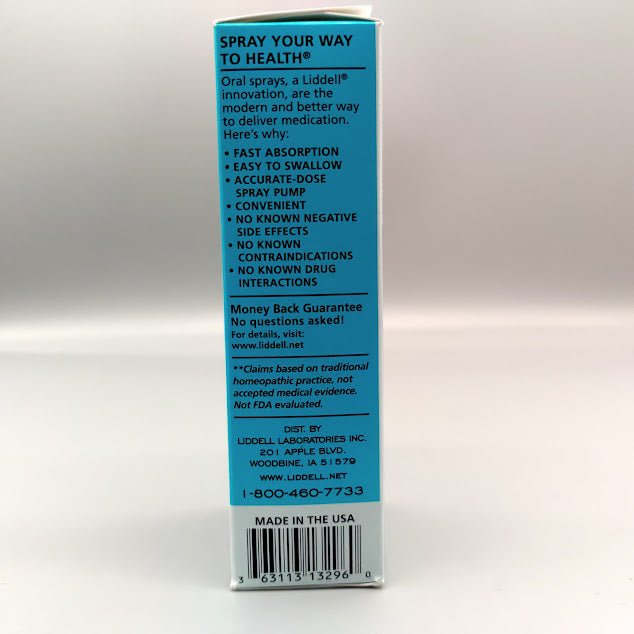 SPRAY YOUR WAY
TO HEALTH®
Oral sprays, a Liddell®
innovation, are the
modern and better way
to deliver medication.
Here's why:
• FAST ABSORPTION
• EASY TO SWALLOW
• ACCURATE-DOSE
SPRAY PUMP
• CONVENIENT
• NO KNOWN NEGATIVE
SIDE EFFECTS
• NO KNOWN
CONTRAINDICATIONS
• NO KNOWN DRUG
INTERACTIONS
Money Back Guarantee
No questions asked!
For details, visit:
www.liddell.net
**Claims based on traditional
homeopathic practice, not
accepted medical evidence.
Not FDA evaluated.
DIST. BY
LIDDELL LABORATORIES INC.
201 APPLE BLVD.
WOODBINE, IA 51579
WWW.LIDDELL.NET
1-800-460-7733
MADE IN THE USA
3 63113 13296 0